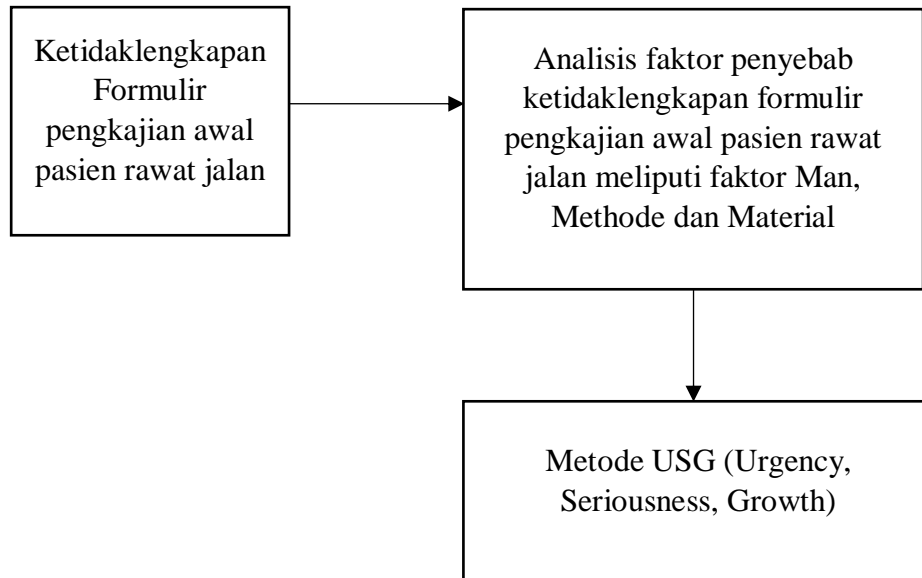 Ketidaklengkapan
Formulir
pengkajian awal
pasien rawat jalan
Analisis faktor penyebab
ketidaklengkapan formulir
pengkajian awal pasien rawat
jalan meliputi faktor Man,
Methode dan Material
Metode USG (Urgency,
Seriousness, Growth)